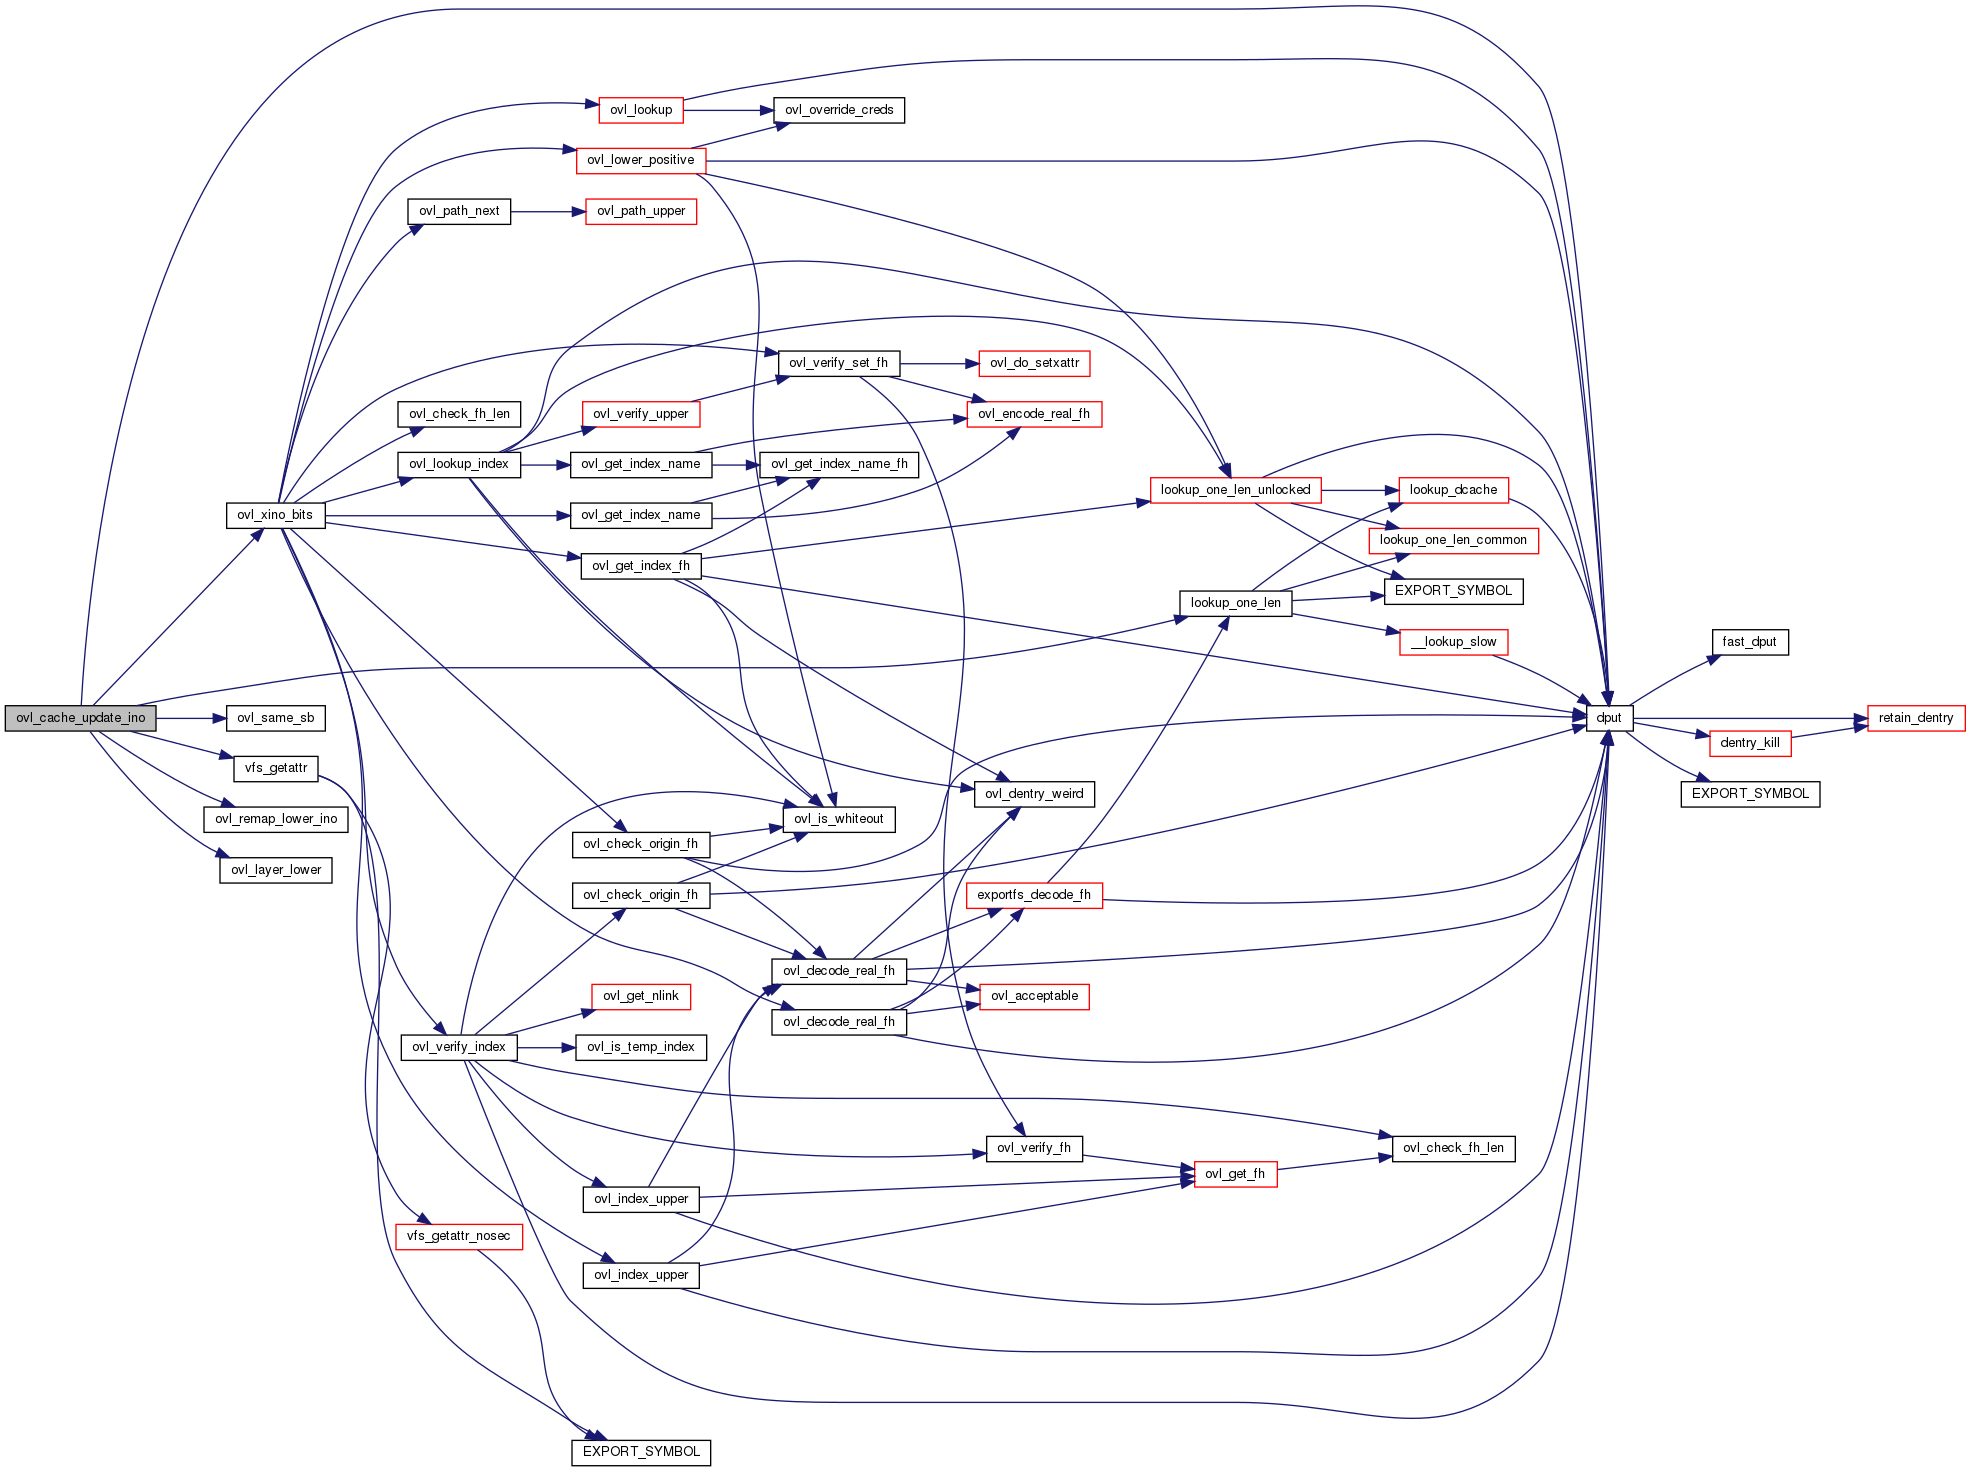 ovl_lookup
ovl_override_creds
ovl_lower_positive
ovl_path_next
ovl_path_upper
ovl_verify_set_fh
ovl_do_setxattr
ovl_check_fh_len
ovl_verify_upper
ovl_encode_real_fh
ovl_lookup_index
ovl_get_index_name
ovl_get_index_name_fh
lookup_one_len_unlocked
lookup_dcache
ovl_xino_bits
ovl_get_index_name
lookup_one_len_common
ovl_get_index_fh
EXPORT_SYMBOL
lookup_one_len
__lookup_slow
fast_dput
ovl_cache_update_ino
ovl_same_sb
dput
retain_dentry
dentry_kill
vfs_getattr
ovl_dentry_weird
EXPORT_SYMBOL
ovl_remap_lower_ino
ovl_is_whiteout
ovl_check_origin_fh
ovl_layer_lower
ovl_check_origin_fh
exportfs_decode_fh
ovl_decode_real_fh
ovl_get_nlink
ovl_acceptable
ovl_decode_real_fh
ovl_verify_index
ovl_is_temp_index
ovl_verify_fh
ovl_check_fh_len
ovl_get_fh
ovl_index_upper
vfs_getattr_nosec
ovl_index_upper
EXPORT_SYMBOL